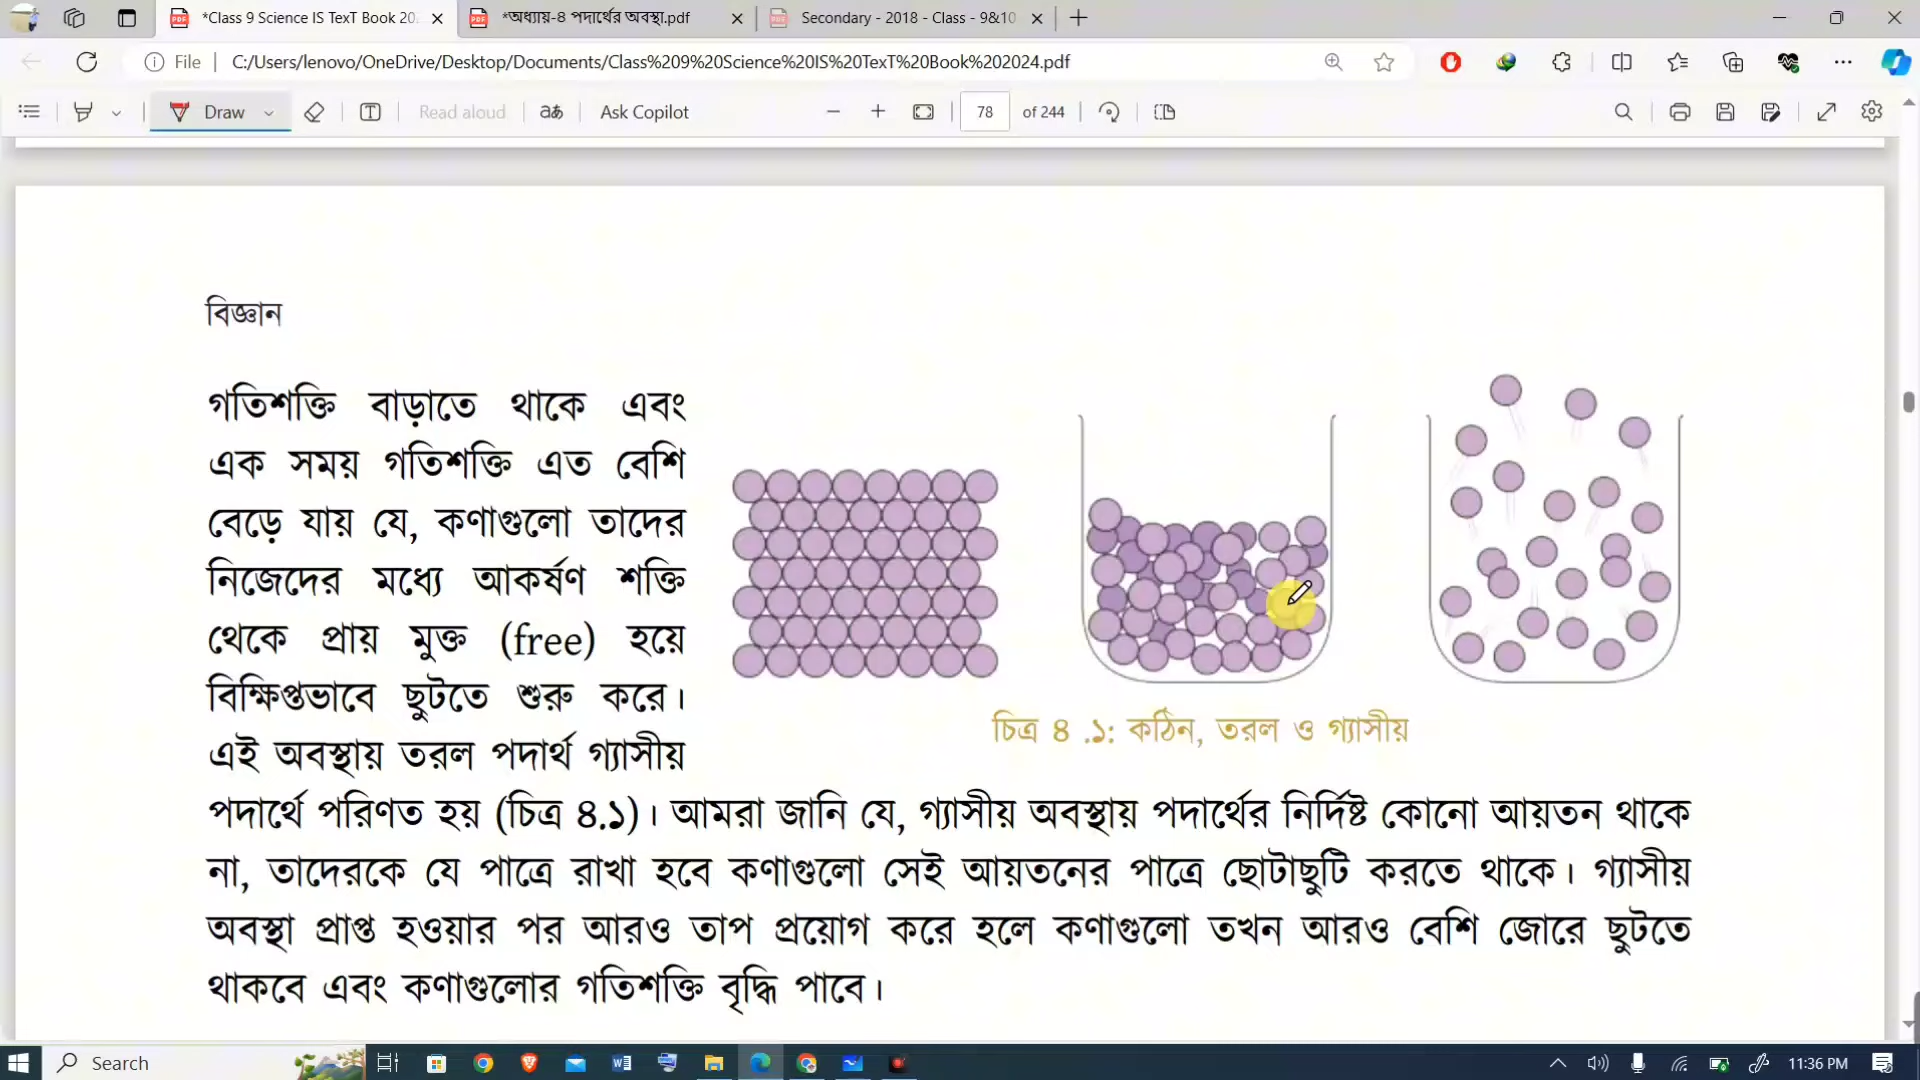 *Class 9 Science IS TexT Book 20
*অধ্যায়-৪ পদার্থের অবস্থা.pdf
Secondary - 2018 - Class - 9&10
File
C:/Users/lenovo/OneDrive/Desktop/Documents/Class%209%20Science%20IS%20TexT%20Book%202024.pdf
Draw
Read aloud
Ask Copilot
78 of 244
বিজ্ঞান
গতিশক্তি বাড়াতে থাকে এবং
এক সময় গতিশক্তি এত বেশি
বেড়ে যায় যে, কণাগুলো তাদের
নিজেদের মধ্যে আকর্ষণ শক্তি
থেকে প্রায় মুক্ত (free) হয়ে
বিক্ষিপ্তভাবে ছুটতে শুরু করে।
এই অবস্থায় তরল পদার্থ গ্যাসীয়
চিত্র ৪ .১: কঠিন, তরল ও গ্যাসীয়
পদার্থে পরিণত হয় (চিত্র ৪.১)। আমরা জানি যে, গ্যাসীয় অবস্থায় পদার্থের নির্দিষ্ট কোনো আয়তন থাকে
না, তাদেরকে যে পাত্রে রাখা হবে কণাগুলো সেই আয়তনের পাত্রে ছোটাছুটি করতে থাকে। গ্যাসীয়
অবস্থা প্রাপ্ত হওয়ার পর আরও তাপ প্রয়োগ করে হলে কণাগুলো তখন আরও বেশি জোরে ছুটতে
থাকবে এবং কণাগুলোর গতিশক্তি বৃদ্ধি পাবে।
Search
11:36 PM